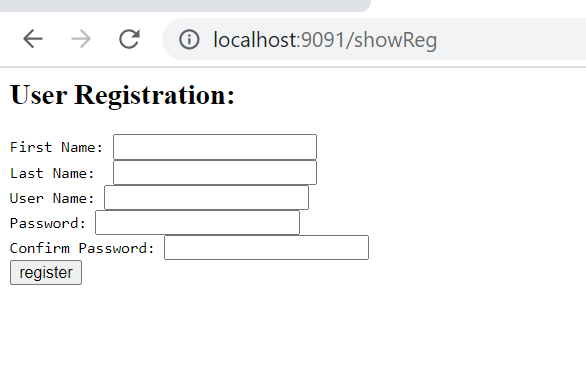 localhost:9091/showReg
User Registration:
First Name:
Last Name:
User Name:
Password:
Confirm Password:
register